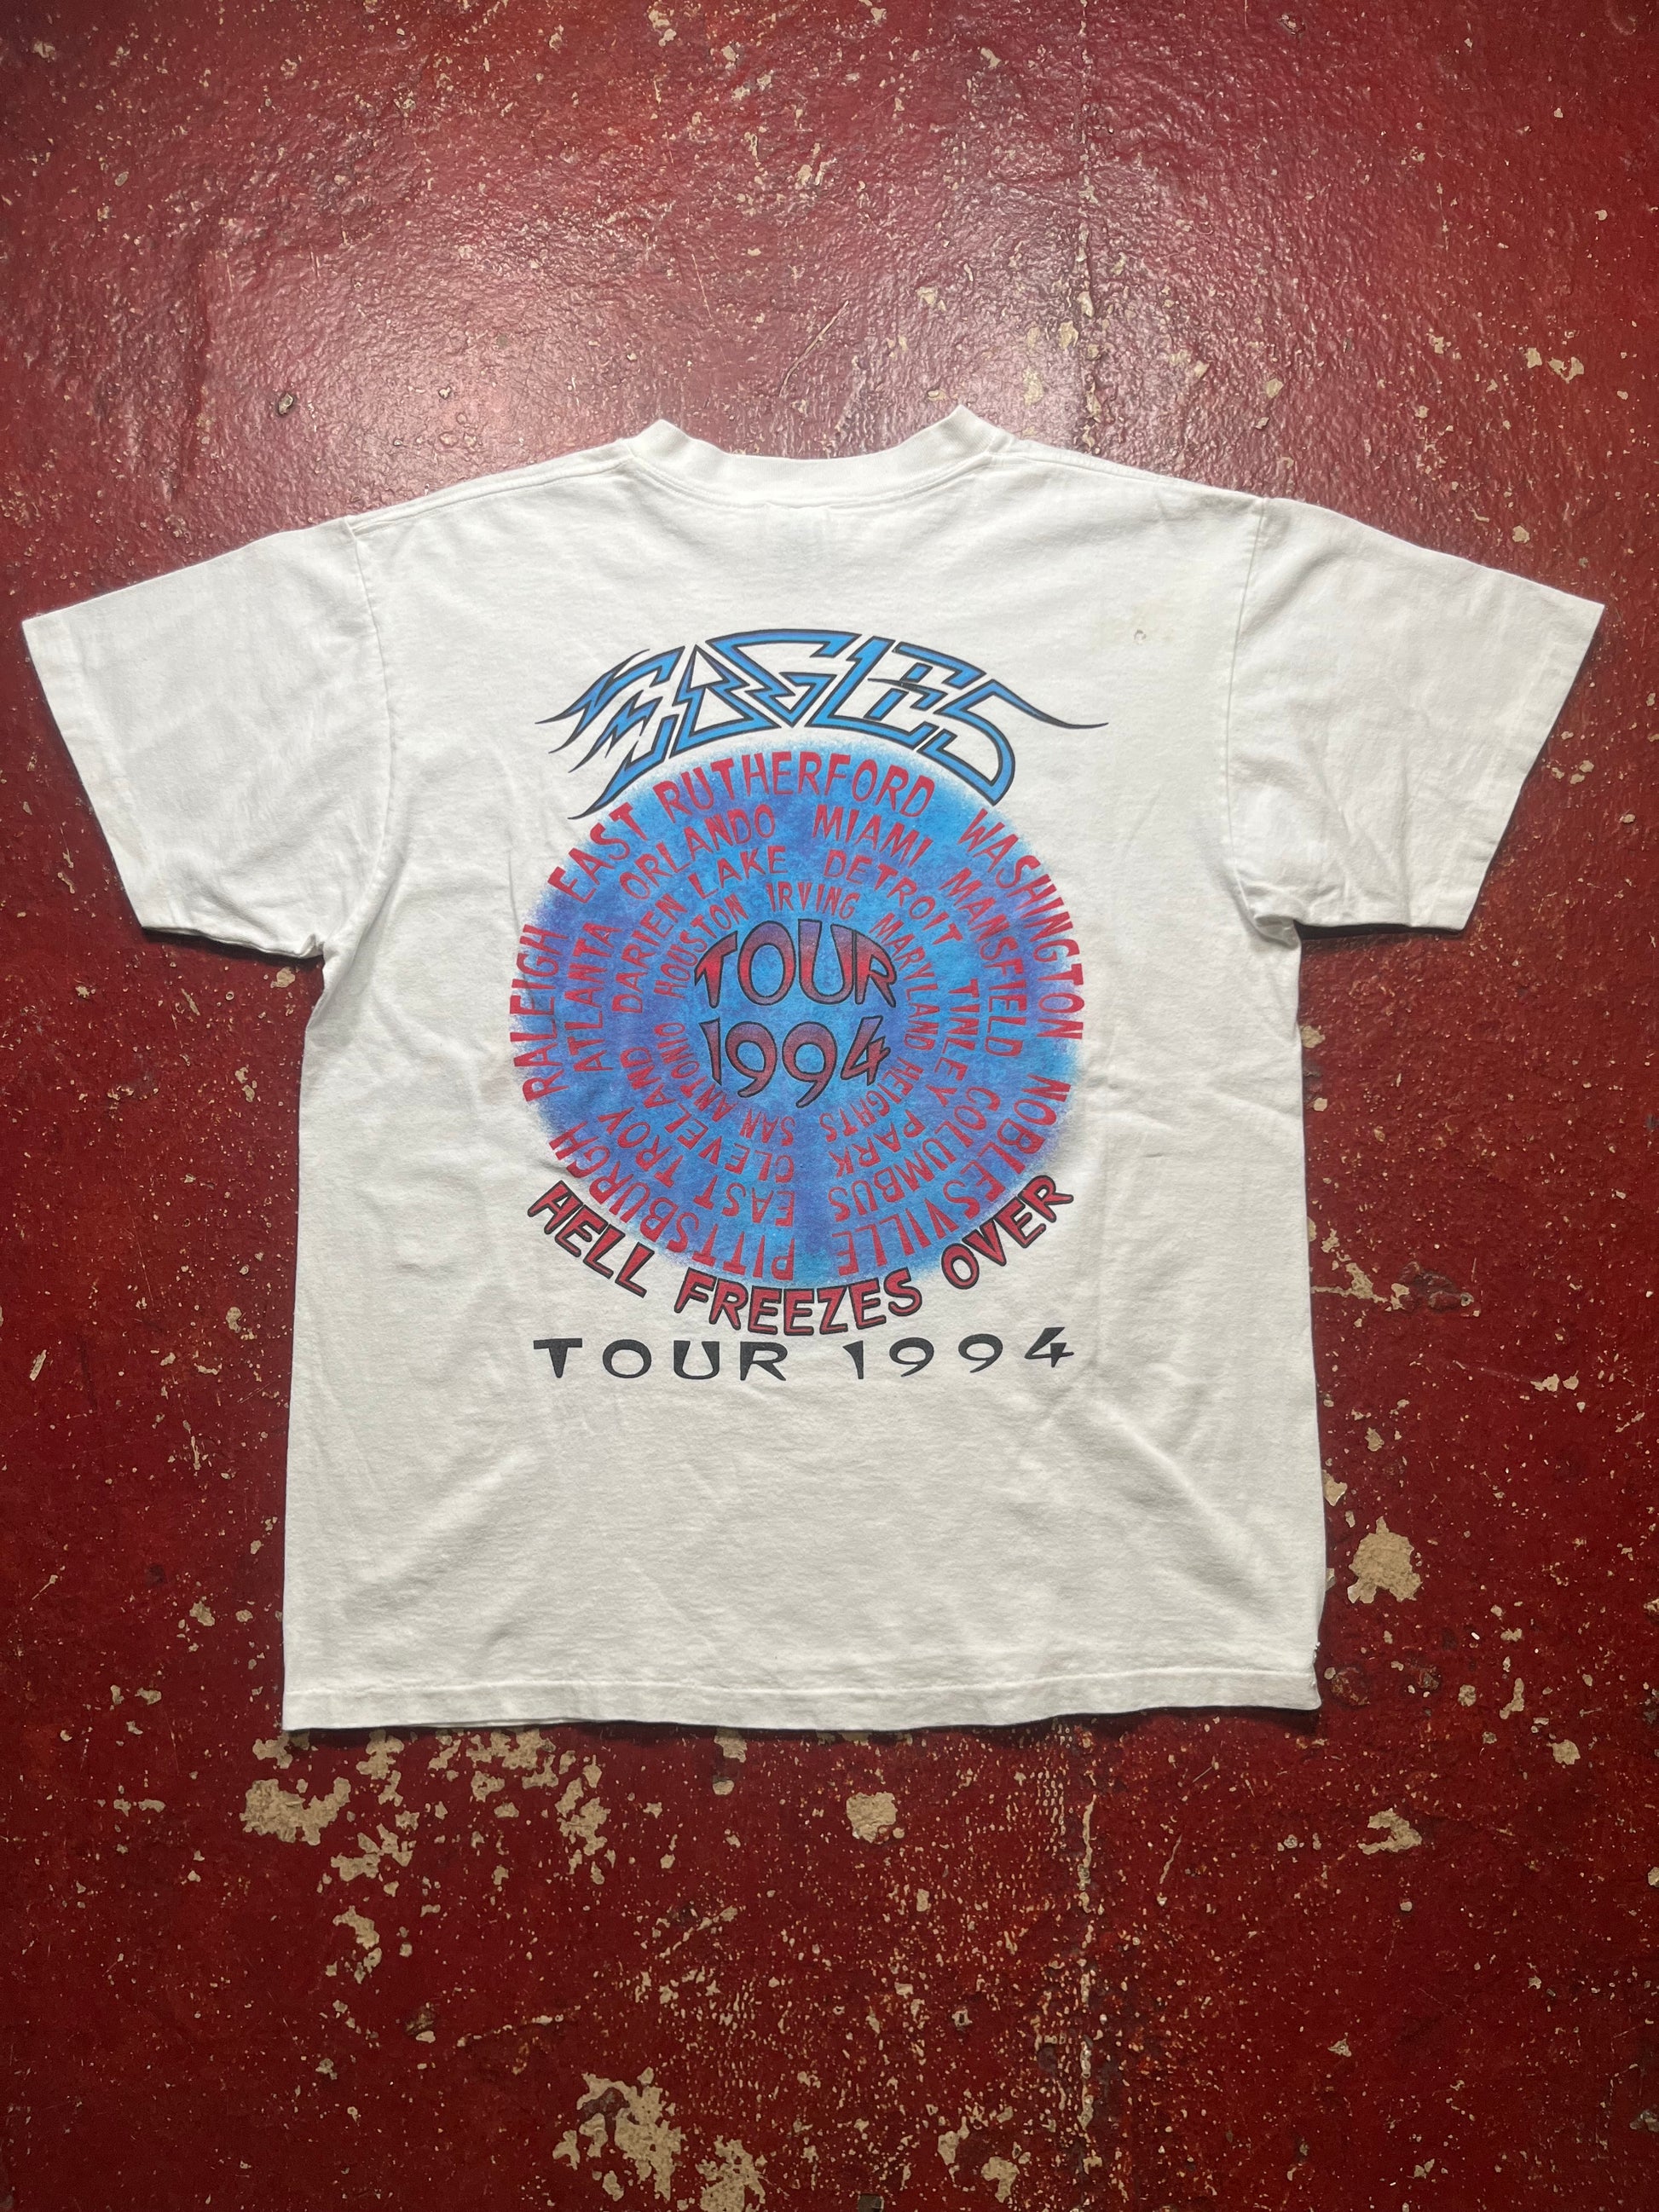 EAGLES
RALEIGH EAST RUTHERFORD WASHINGTON NOBLESVILLE PITTSBURGH
ATLANTA ORLANDO MIAMI MANSFIELD COLUMBUS EAST TROY
DARIEN LAKE DETROIT TINLEY PARK CLEVELAND
HOUSTON IRVING MARYLAND HEIGHTS SAN ANTONIO
TOUR
1994
HELL FREEZES OVER
TOUR 1994